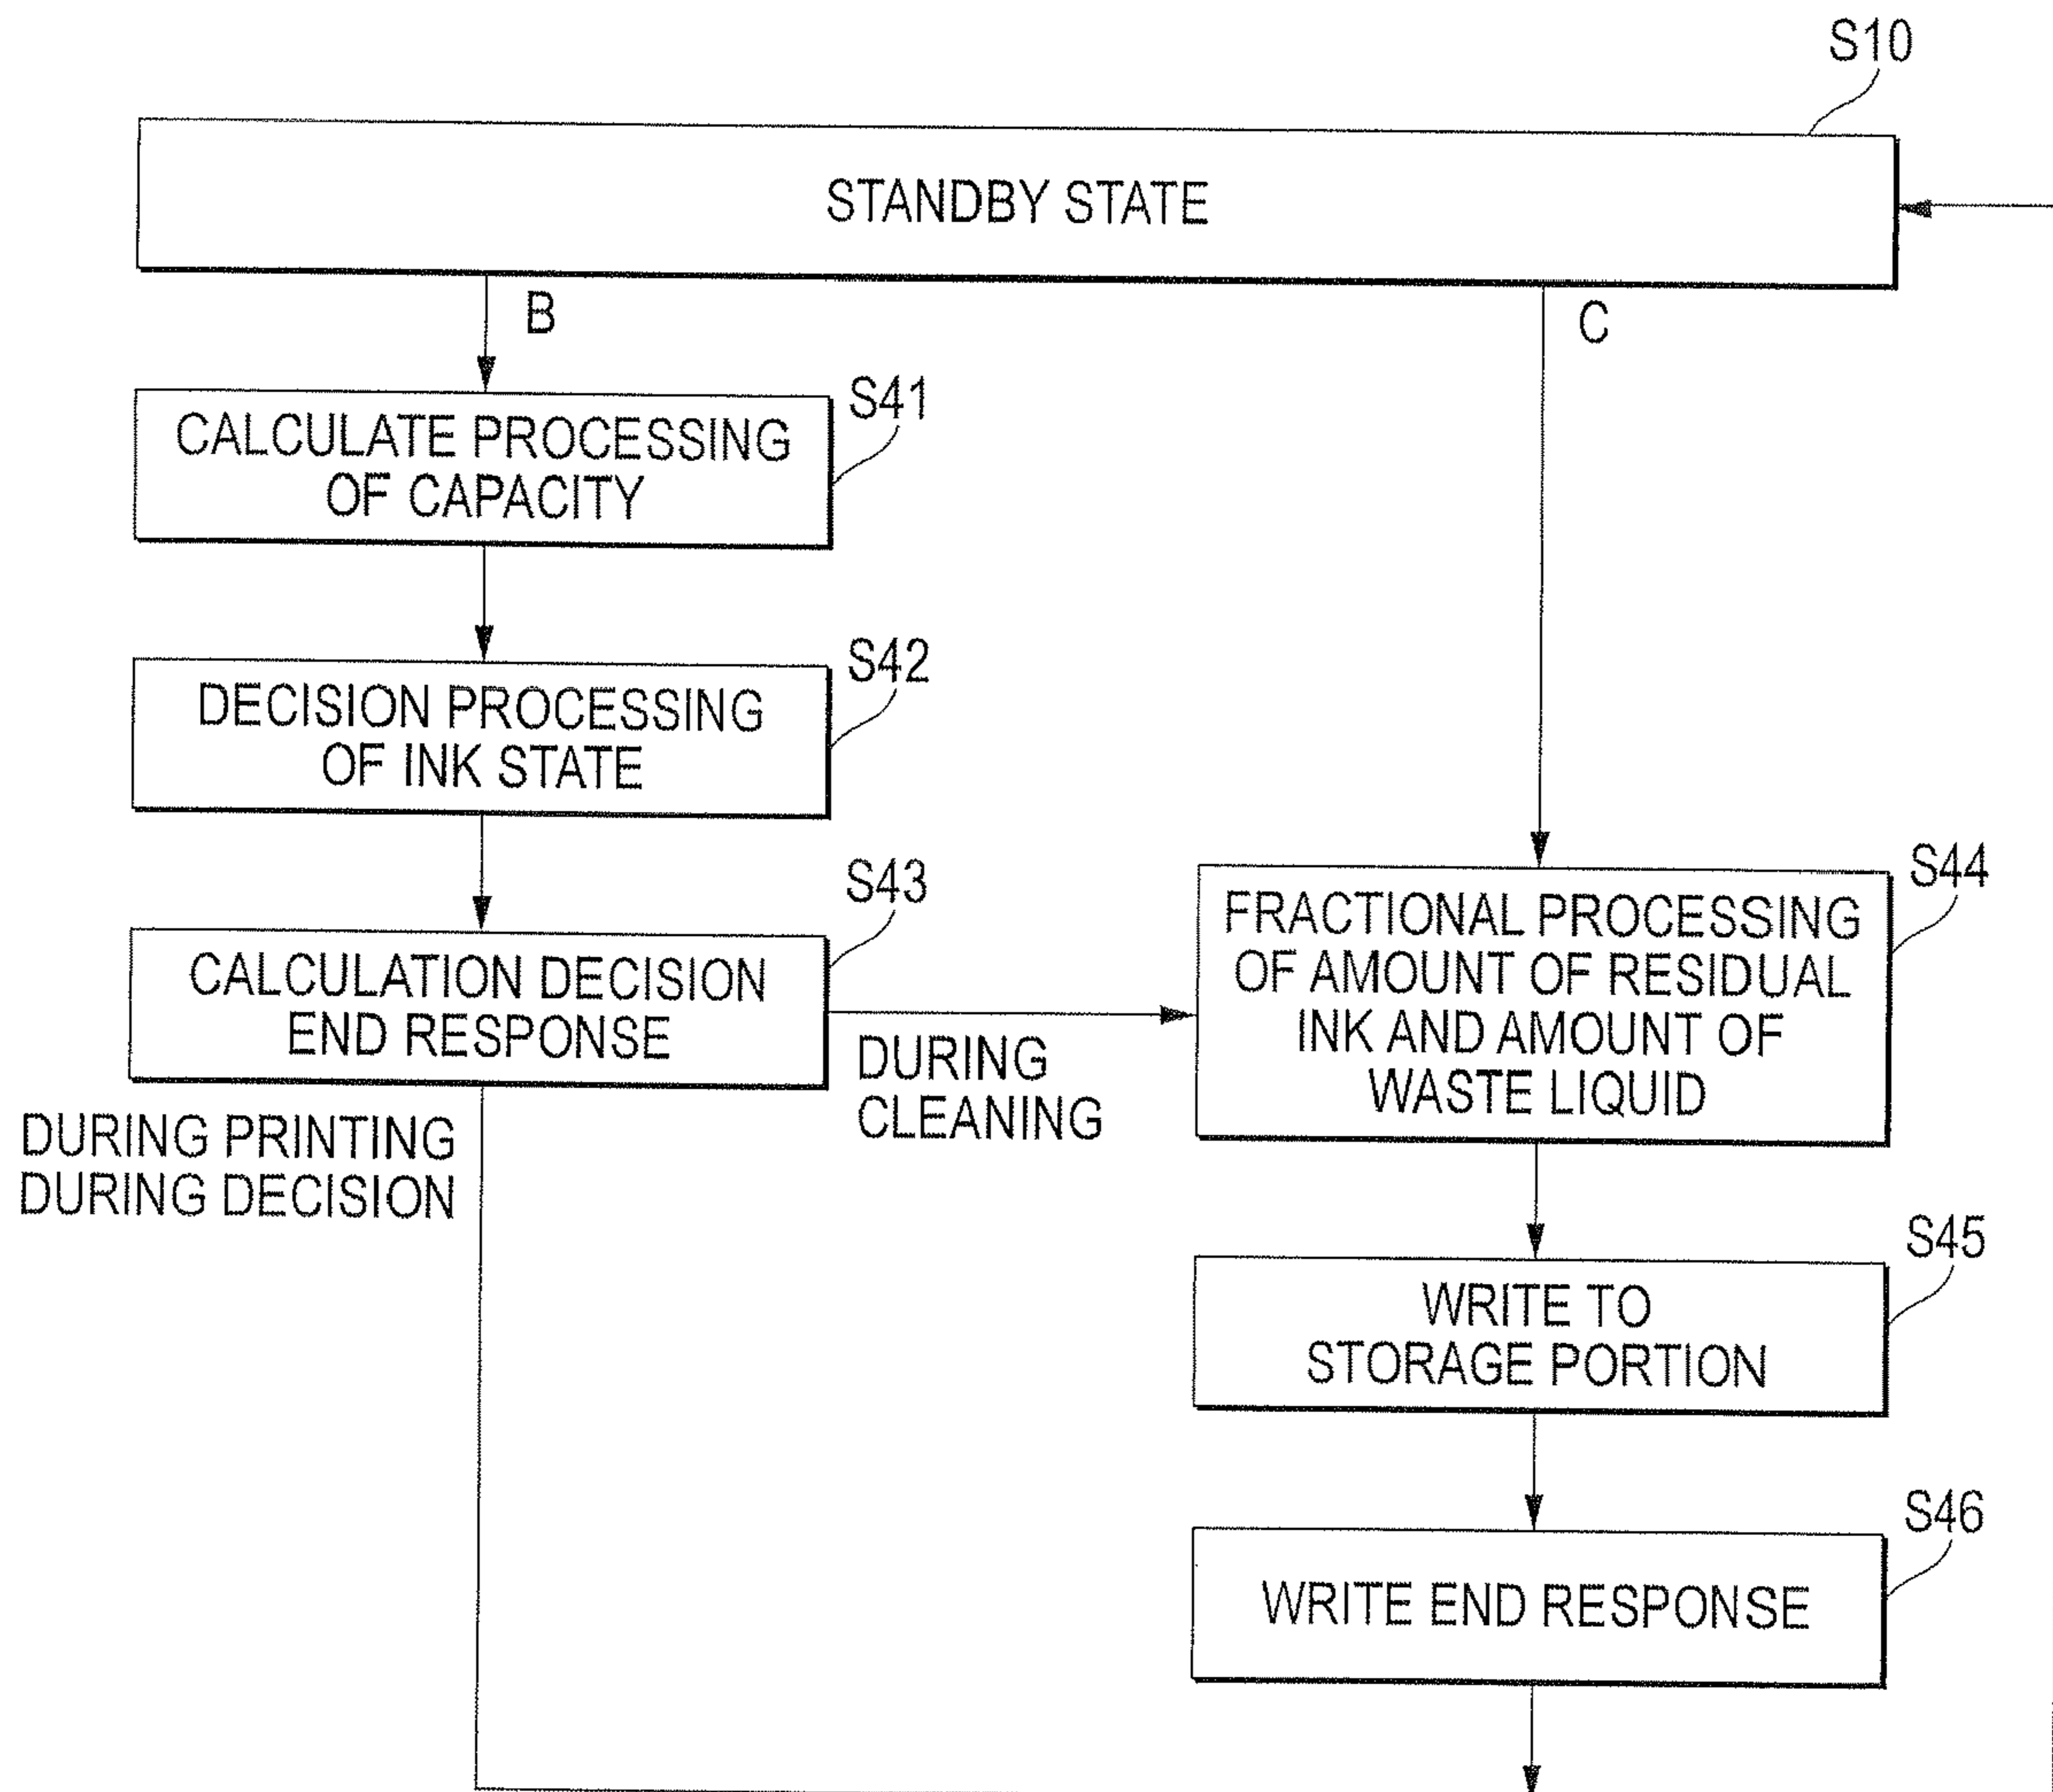 S10
STANDBY STATE
B
C
S41
CALCULATE PROCESSING
OF CAPACITY
S42
DECISION PROCESSING
OF INK STATE
S43
CALCULATION DECISION
END RESPONSE
DURING
CLEANING
DURING PRINTING
DURING DECISION
S44
FRACTIONAL PROCESSING
OF AMOUNT OF RESIDUAL
INK AND AMOUNT OF
WASTE LIQUID
S45
WRITE TO
STORAGE PORTION
S46
WRITE END RESPONSE